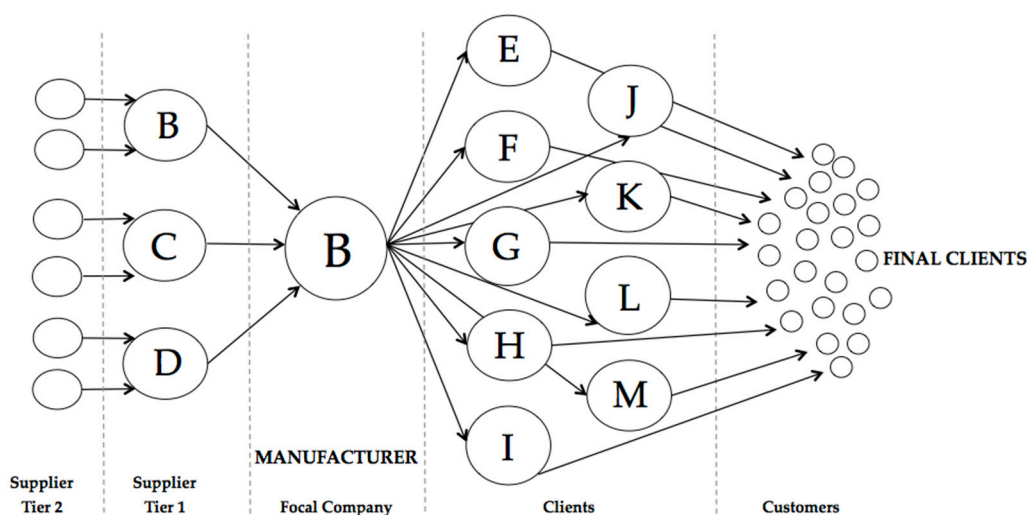 E
J
B
F
K
C
B
G
FINAL CLIENTS
L
D
H
M
I
MANUFACTURER
Supplier
Tier 2
Supplier
Tier 1
Focal Company
Clients
Customers